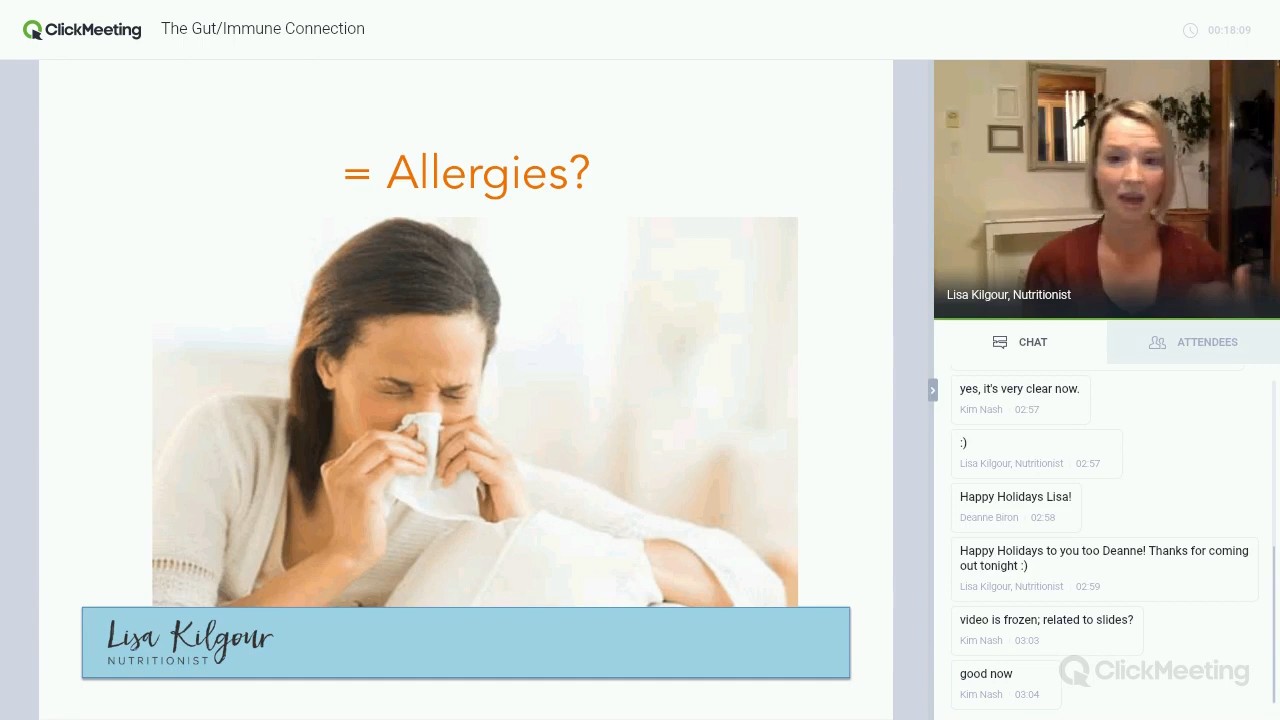 ClickMeeting
The Gut/Immune Connection
00:18:09
= Allergies?
Lisa Kilgour
NUTRITIONIST
Lisa Kilgour, Nutritionist
CHAT
ATTENDEES
yes, it's very clear now.
Kim Nash · 02:57
:)
Lisa Kilgour, Nutritionist · 02:57
Happy Holidays Lisa!
Deanne Biron · 02:58
Happy Holidays to you too Deanne! Thanks for coming
out tonight :)
Lisa Kilgour, Nutritionist · 02:59
video is frozen; related to slides?
Kim Nash · 03:03
good now
Kim Nash · 03:04
ClickMeeting